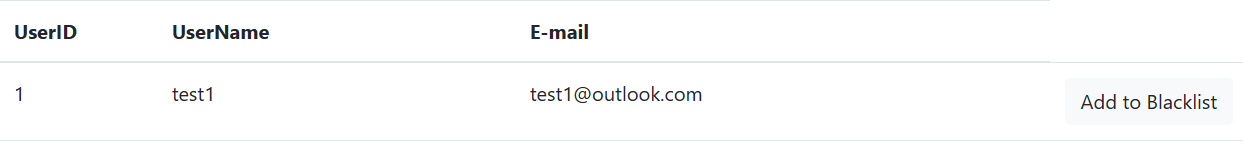 UserID UserName E-mail
1 test1 test1@outlook.com Add to Blacklist